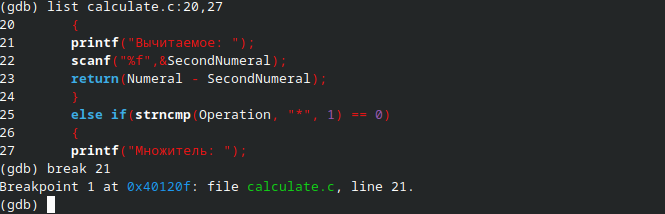 (gdb) list calculate.c:20,27
20 {
21 printf("Вычитаемое: ");
22 scanf("%f",&SecondNumeral);
23 return(Numeral - SecondNumeral);
24 }
25 else if(strncmp(Operation, "*", 1) == 0)
26 {
27 printf("Множитель: ");
(gdb) break 21
Breakpoint 1 at 0x40120f: file calculate.c, line 21.
(gdb)